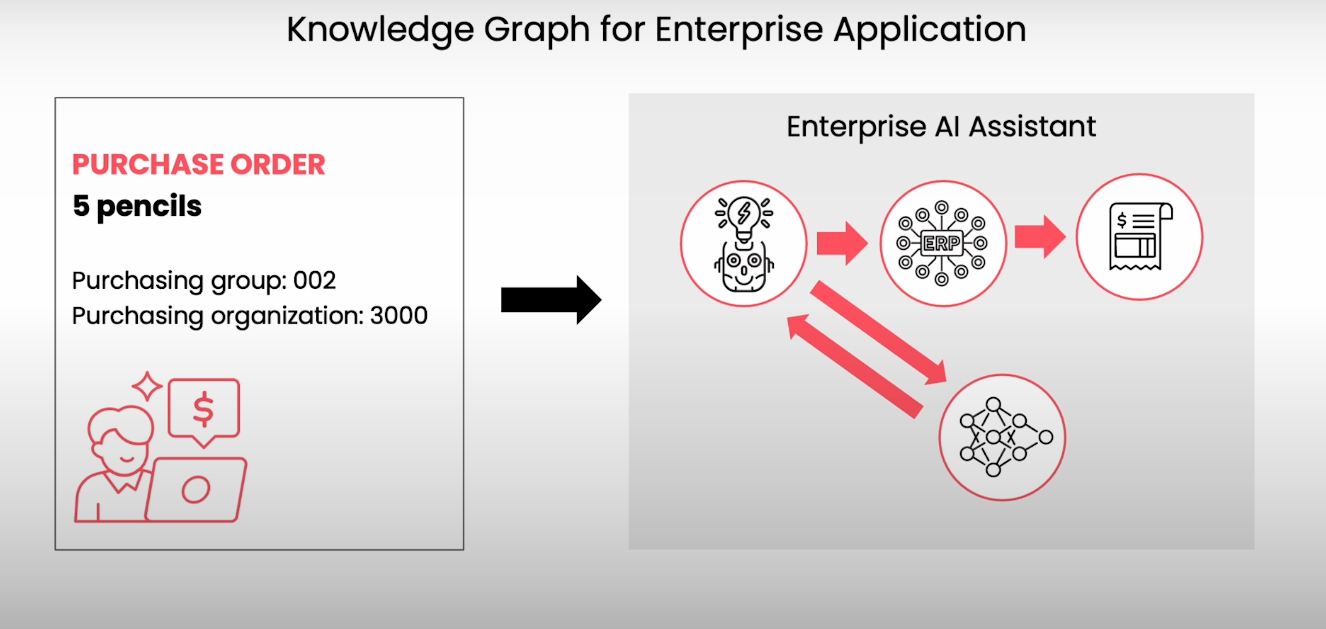 Knowledge Graph for Enterprise Application
PURCHASE ORDER
5 pencils
Purchasing group: 002
Purchasing organization: 3000
$
Enterprise AI Assistant
ERP
$